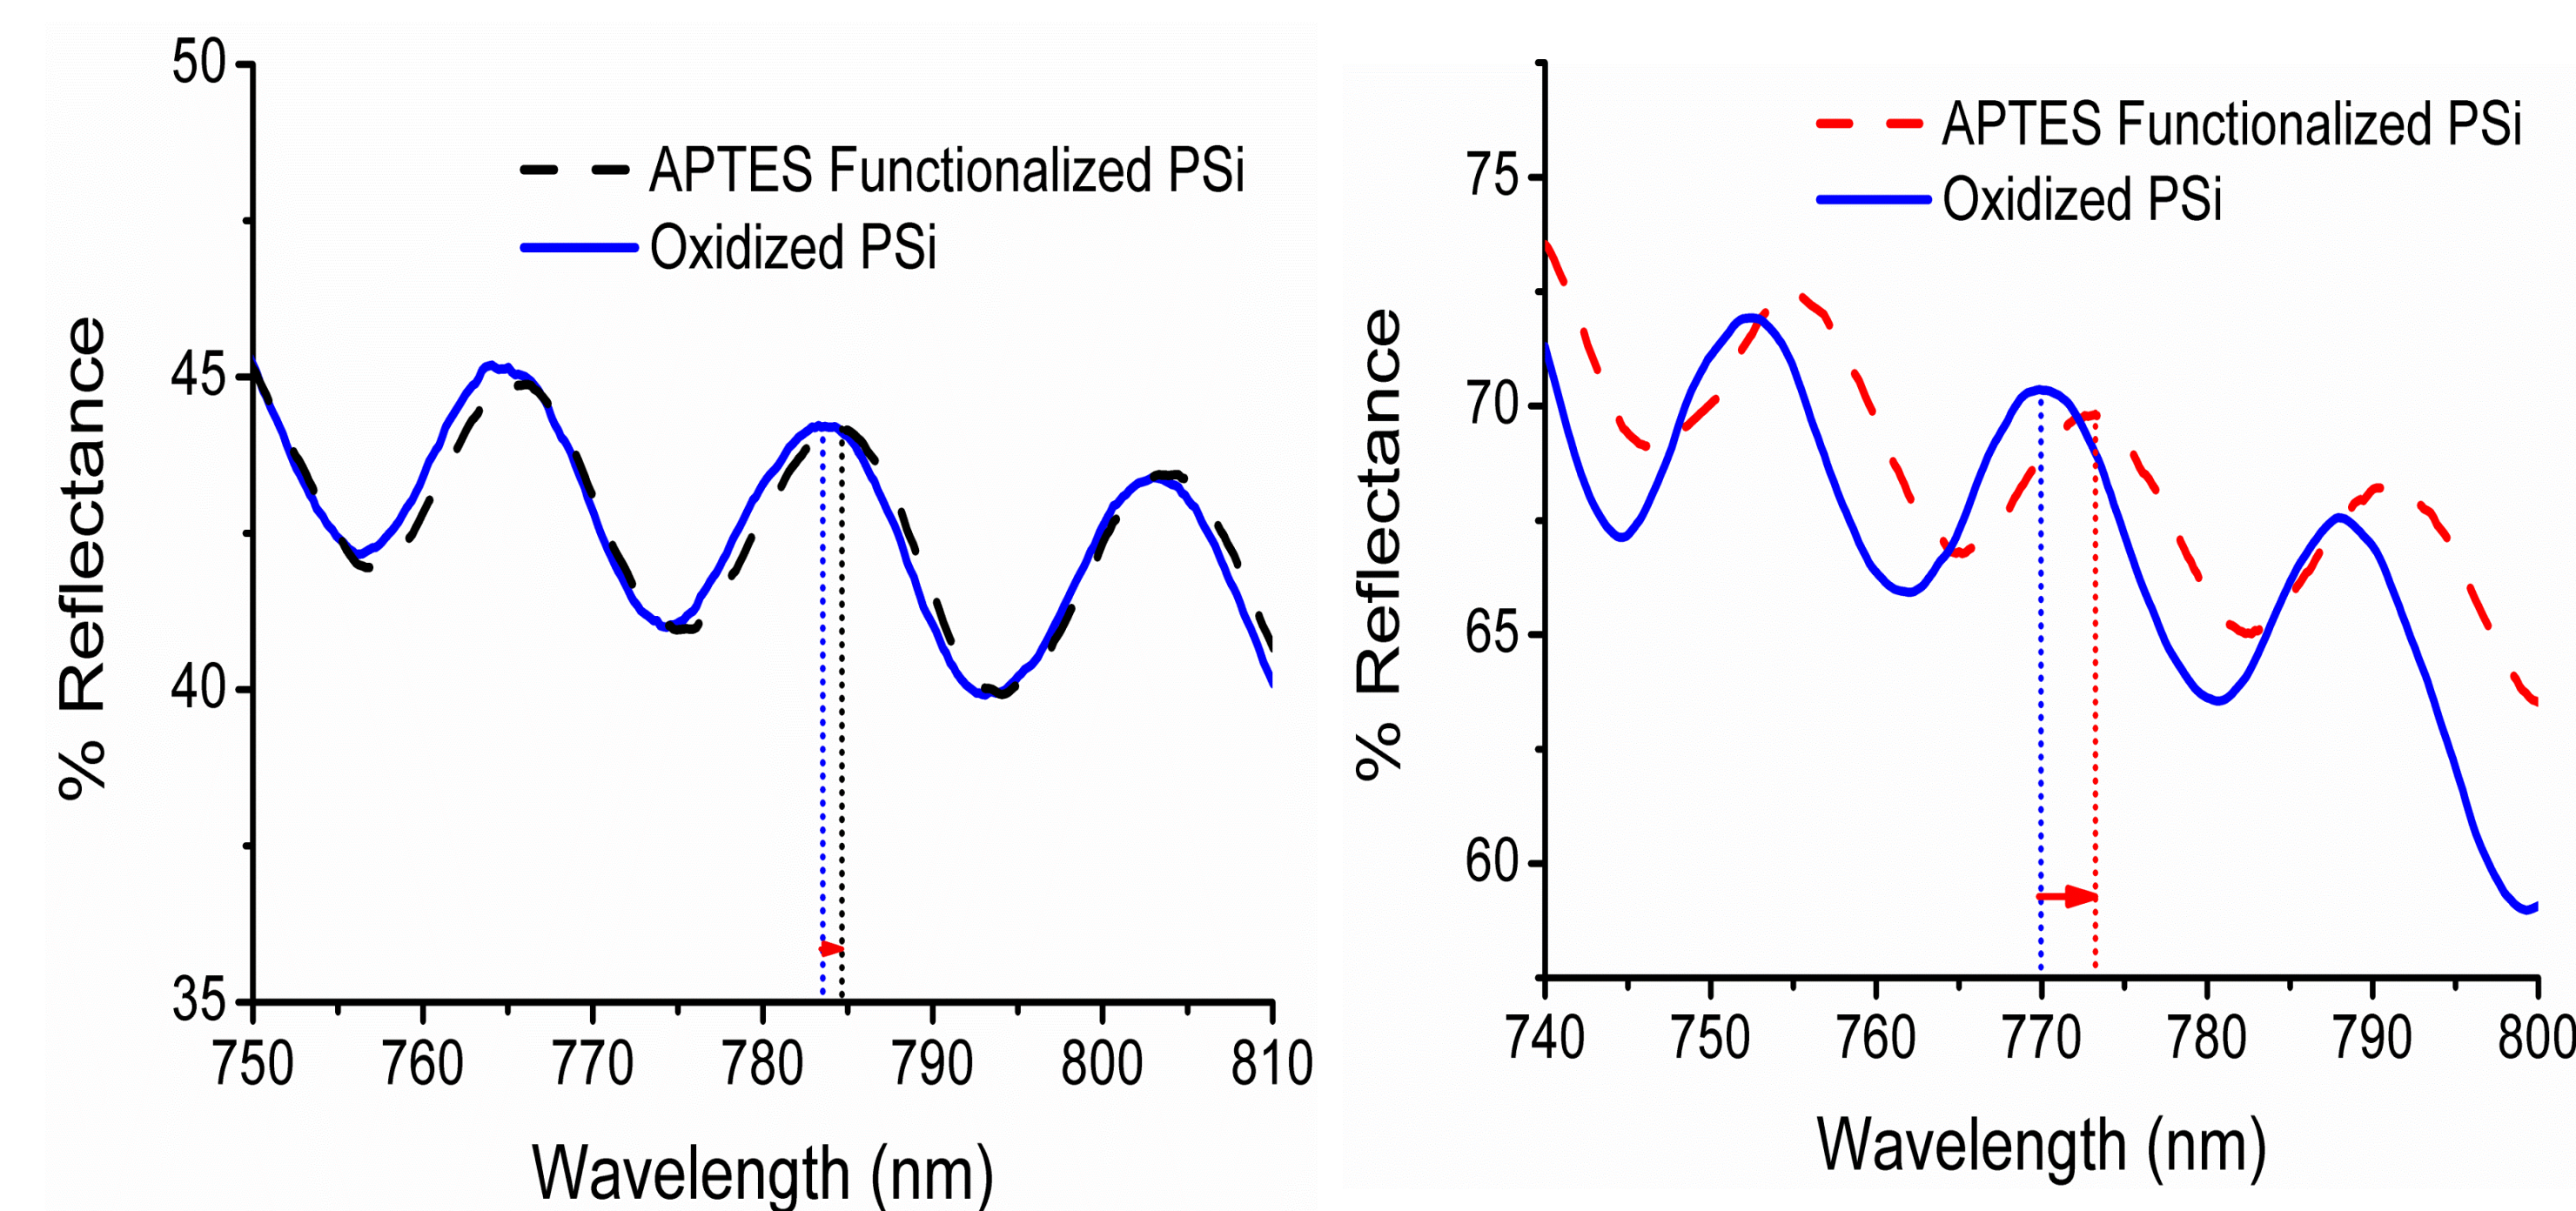 50
45
40
35
% Reflectance
APTES Functionalized PSi
Oxidized PSi
750 760 770 780 790 800 810
Wavelength (nm)
75
70
65
60
% Reflectance
APTES Functionalized PSi
Oxidized PSi
740 750 760 770 780 790 800
Wavelength (nm)